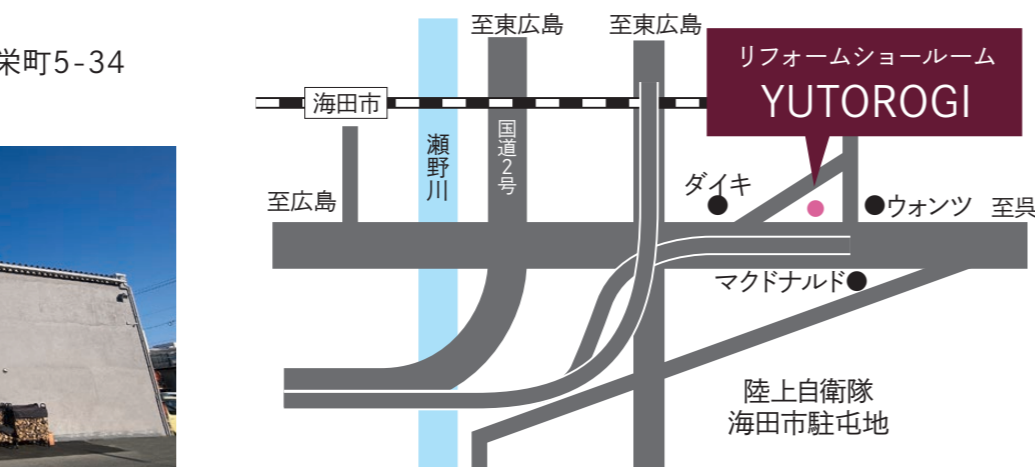 栄町5-34
至東広島
至東広島
リフォームショールーム
YUTOROGI
海田市
国道2号
瀬野川
ダイキ
至広島
ウォンツ
至呉
マクドナルド
陸上自衛隊
海田市駐屯地